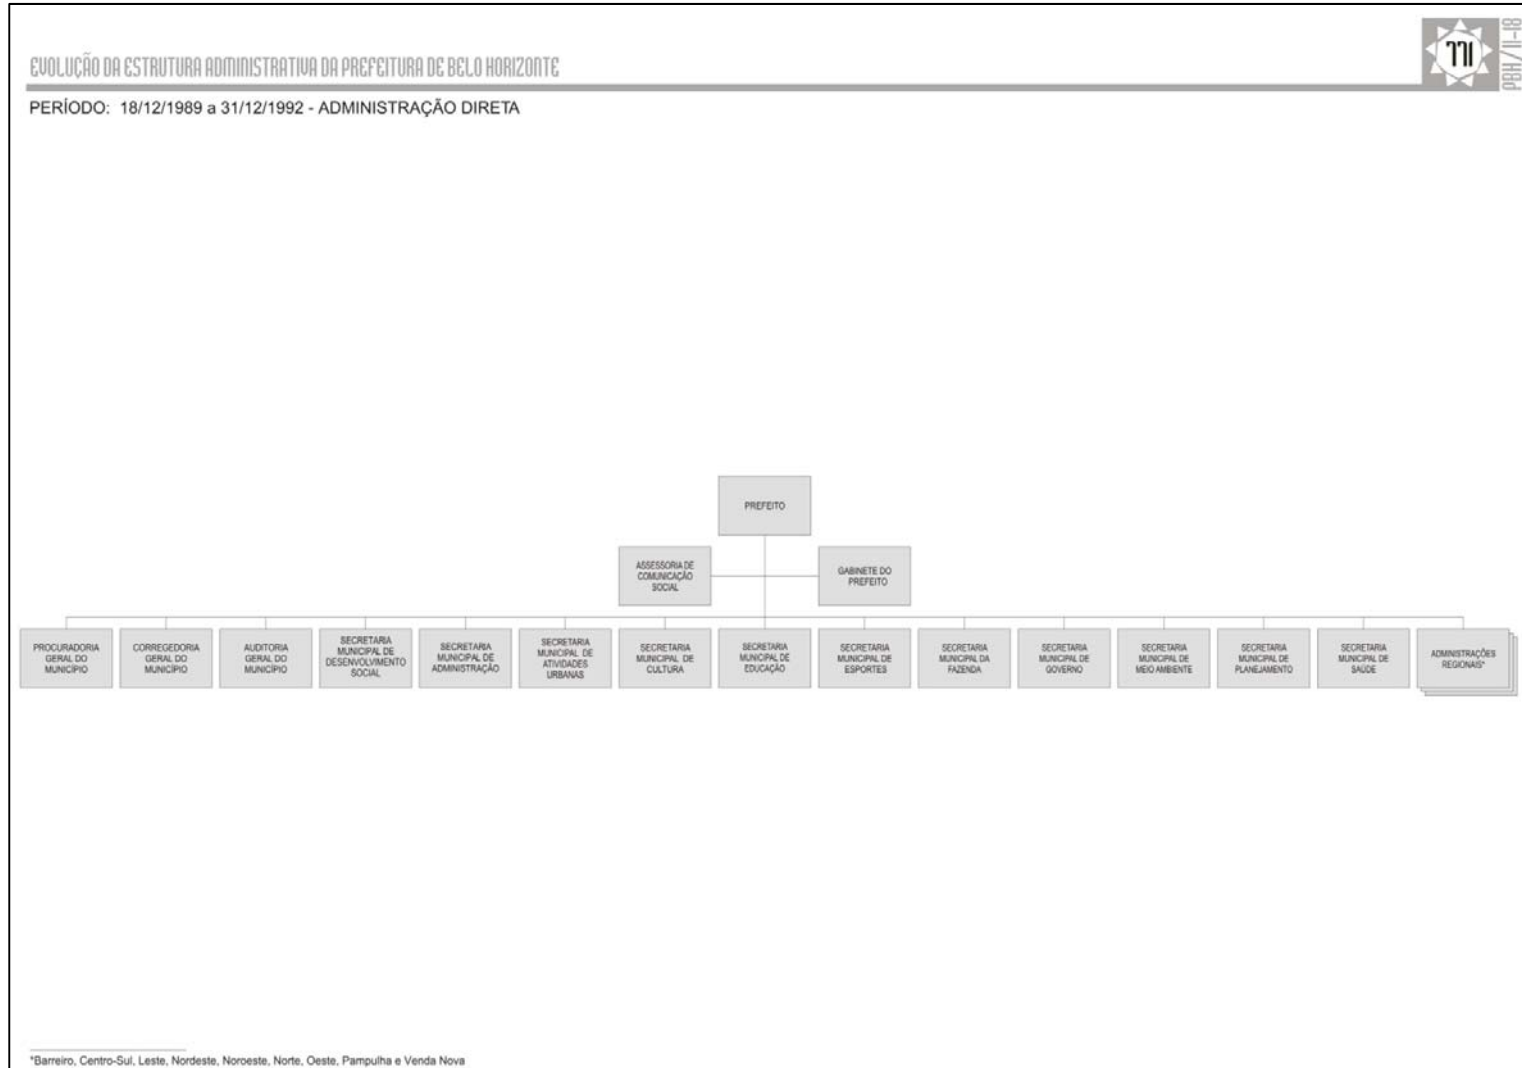 EVOLUÇÃO DA ESTRUTURA ADMINISTRATIVA DA PREFEITURA DE BELO HORIZONTE
PBH/11-18
PERÍODO: 18/12/1989 a 31/12/1992 - ADMINISTRAÇÃO DIRETA
PREFEITO
ASSESSORIA DE
COMUNICAÇÃO
SOCIAL
GABINETE DO
PREFEITO
PROCURADORIA
GERAL DO
MUNICÍPIO
CORREGEDORIA
GERAL DO
MUNICÍPIO
AUDITORIA
GERAL DO
MUNICÍPIO
SECRETARIA
MUNICIPAL DE
DESENVOLVIMENTO
SOCIAL
SECRETARIA
MUNICIPAL DE
ADMINISTRAÇÃO
SECRETARIA
MUNICIPAL DE
ATIVIDADES
URBANAS
SECRETARIA
MUNICIPAL DE
CULTURA
SECRETARIA
MUNICIPAL DE
EDUCAÇÃO
SECRETARIA
MUNICIPAL DE
ESPORTES
SECRETARIA
MUNICIPAL DA
FAZENDA
SECRETARIA
MUNICIPAL DE
GOVERNO
SECRETARIA
MUNICIPAL DE
MEIO AMBIENTE
SECRETARIA
MUNICIPAL DE
PLANEJAMENTO
SECRETARIA
MUNICIPAL DE
SAÚDE
ADMINISTRAÇÕES
REGIONAIS*
*Barreiro, Centro-Sul, Leste, Nordeste, Noroeste, Norte, Oeste, Pampulha e Venda Nova